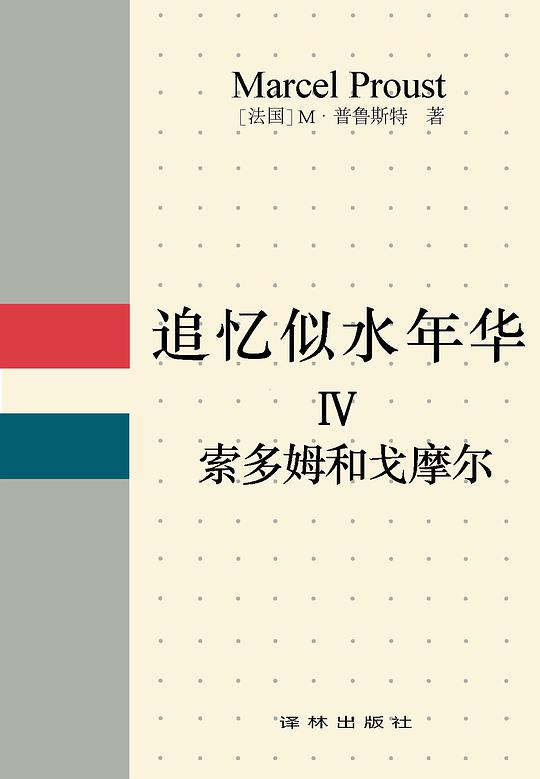 Marcel Proust
[法国]M·普鲁斯特 著
追忆似水年华
Ⅳ
索多姆和戈摩尔
译林出版社